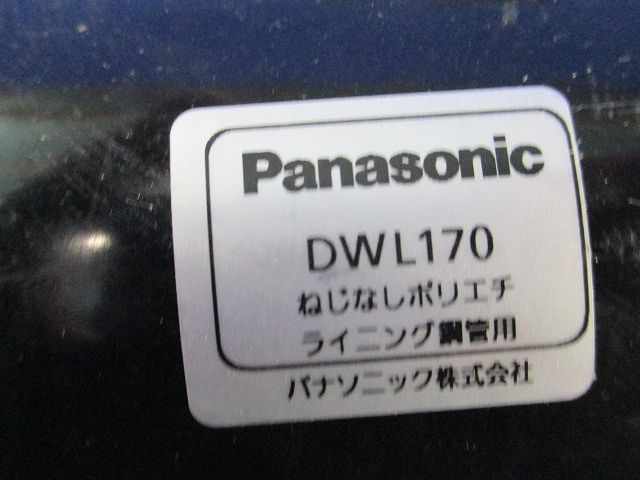 Panasonic
DWL170
ねじなしポリエチ
ライニング鋼管用
パナソニック株式会社